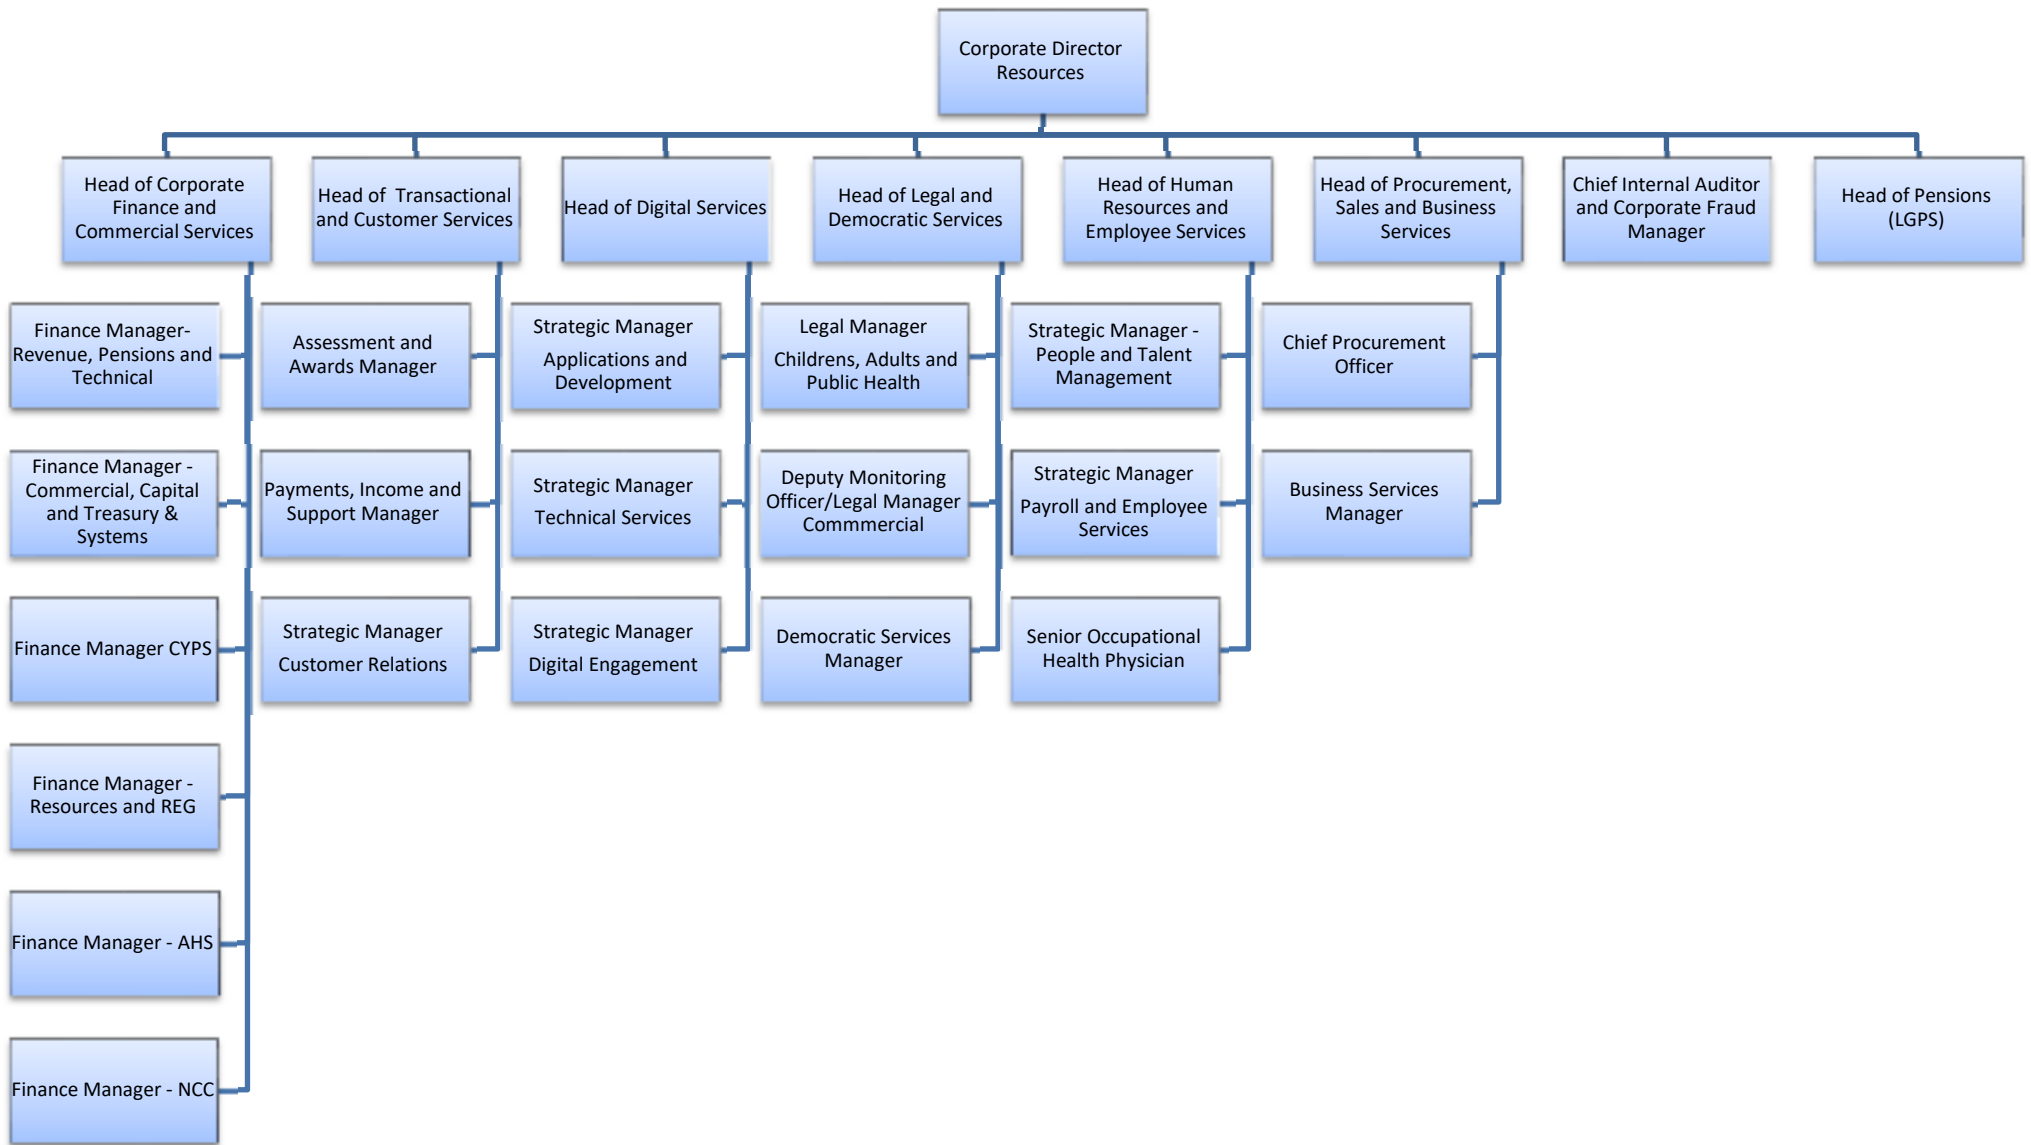 Corporate Director
Resources
Head of Corporate
Finance and
Commercial Services
Head of  Transactional
and Customer Services
Head of Digital Services
Head of Legal and
Democratic Services
Head of Human
Resources and
Employee Services
Head of Procurement,
Sales and Business
Services
Chief Internal Auditor
and Corporate Fraud
Manager
Head of Pensions
(LGPS)
Finance Manager-
Revenue, Pensions and
Technical
Assessment and
Awards Manager
Strategic Manager
Applications and
Development
Legal Manager
Childrens, Adults and
Public Health
Strategic Manager -
People and Talent
Management
Chief Procurement
Officer
Finance Manager -
Commercial, Capital
and Treasury &
Systems
Payments, Income and
Support Manager
Strategic Manager
Technical Services
Deputy Monitoring
Officer/Legal Manager
Commmercial
Strategic Manager
Payroll and Employee
Services
Business Services
Manager
Finance Manager CYPS
Strategic Manager
Customer Relations
Strategic Manager
Digital Engagement
Democratic Services
Manager
Senior Occupational
Health Physician
Finance Manager -
Resources and REG
Finance Manager - AHS
Finance Manager - NCC